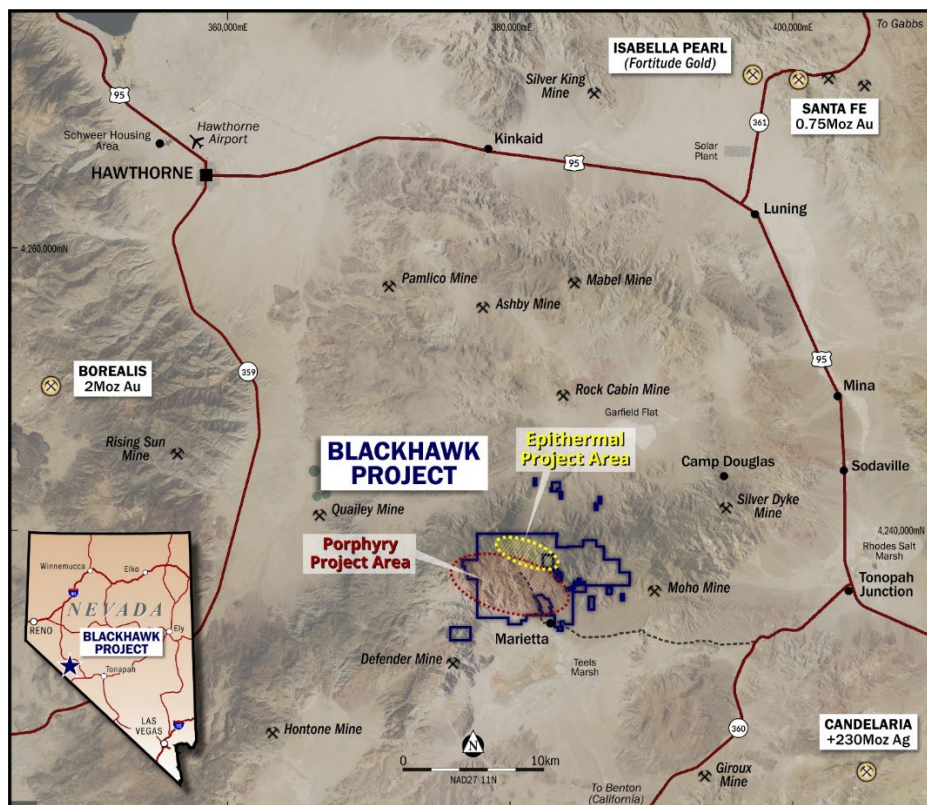 360,000mE
380,000mE
400,000mE
To Gabbs
ISABELLA PEARL
(Fortitude Gold)
Silver King
Mine
SANTA FE
0.75Moz Au
95
Schweer Housing
Area
Hawthorne
Airport
Kinkaid
361
Solar
Plant
HAWTHORNE
95
Luning
4,260,000mN
Pamlico Mine
Mabel Mine
Ashby Mine
BOREALIS
2Moz Au
359
95
Rock Cabin Mine
Mina
Garfield Flat
Rising Sun
Mine
BLACKHAWK
PROJECT
Epithermal
Project Area
Camp Douglas
Sodaville
Silver Dyke
Mine
Quailey Mine
4,240,000mN
Porphyry
Project Area
Rhodes Salt
Marsh
Moho Mine
Tonopah
Junction
Marietta
Defender Mine
Teels
Marsh
Winnemucca
Elko
80
NEVADA
RENO
Ely
BLACKHAWK
PROJECT
Tonapah
LAS
VEGAS
15
Hontone Mine
360
CANDELARIA
+230Moz Ag
N
0
10km
NAD27 11N
Giroux
Mine
To Benton
(California)